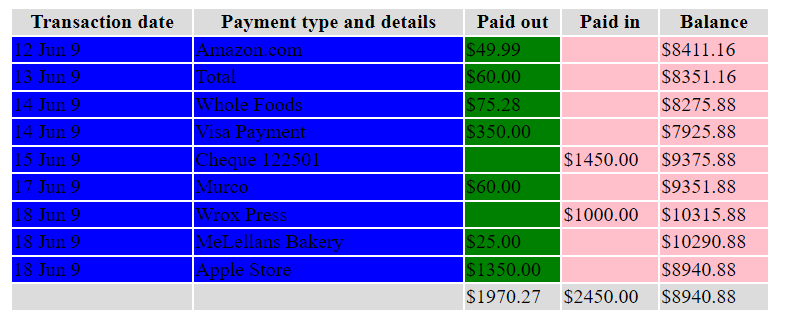 Transaction date Payment type and details Paid out Paid in Balance
12 Jun 9 Amazon.com $49.99 $8411.16
13 Jun 9 Total $60.00 $8351.16
14 Jun 9 Whole Foods $75.28 $8275.88
14 Jun 9 Visa Payment $350.00 $7925.88
15 Jun 9 Cheque 122501 $1450.00 $9375.88
17 Jun 9 Murco $60.00 $9351.88
18 Jun 9 Wrox Press $1000.00 $10315.88
18 Jun 9 McLellans Bakery $25.00 $10290.88
18 Jun 9 Apple Store $1350.00 $8940.88
$1970.27 $2450.00 $8940.88